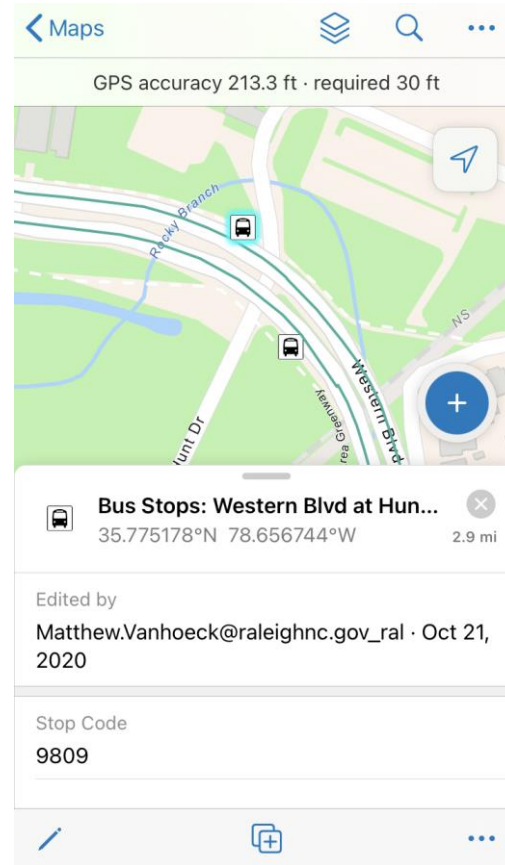 Maps
GPS accuracy 213.3 ft · required 30 ft
Rocky Branch
NS
Western Blvd
rea Greenway
unt Dr
Bus Stops: Western Blvd at Hun...
35.775178°N 78.656744°W
2.9 mi
Edited by
Matthew.Vanhoeck@raleighnc.gov_ral · Oct 21,
2020
Stop Code
9809